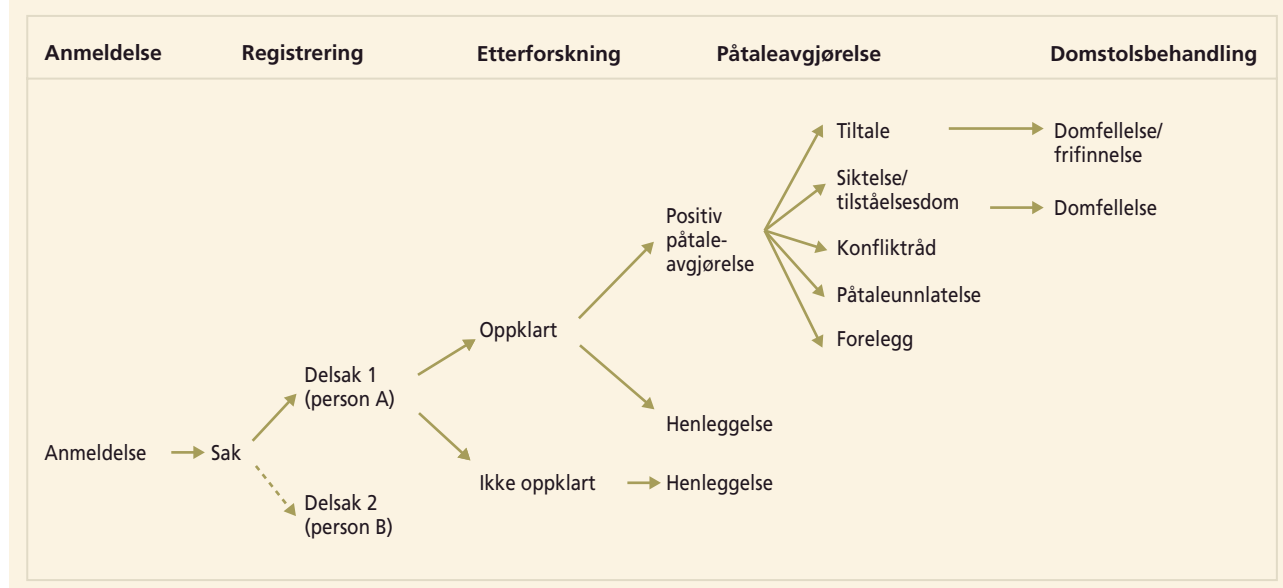 Anmeldelse Registrering Etterforskning Påtaleavgjørelse Domstolsbehandling
Tiltale
Domfellelse/
frifinnelse
Siktelse/
tilståelsesdom
Domfellelse
Positiv
påtale-
avgjørelse
Konfliktråd
Påtaleunnlatelse
Forelegg
Oppklart
Delsak 1
(person A)
Henleggelse
Anmeldelse
Sak
Ikke oppklart
Henleggelse
Delsak 2
(person B)